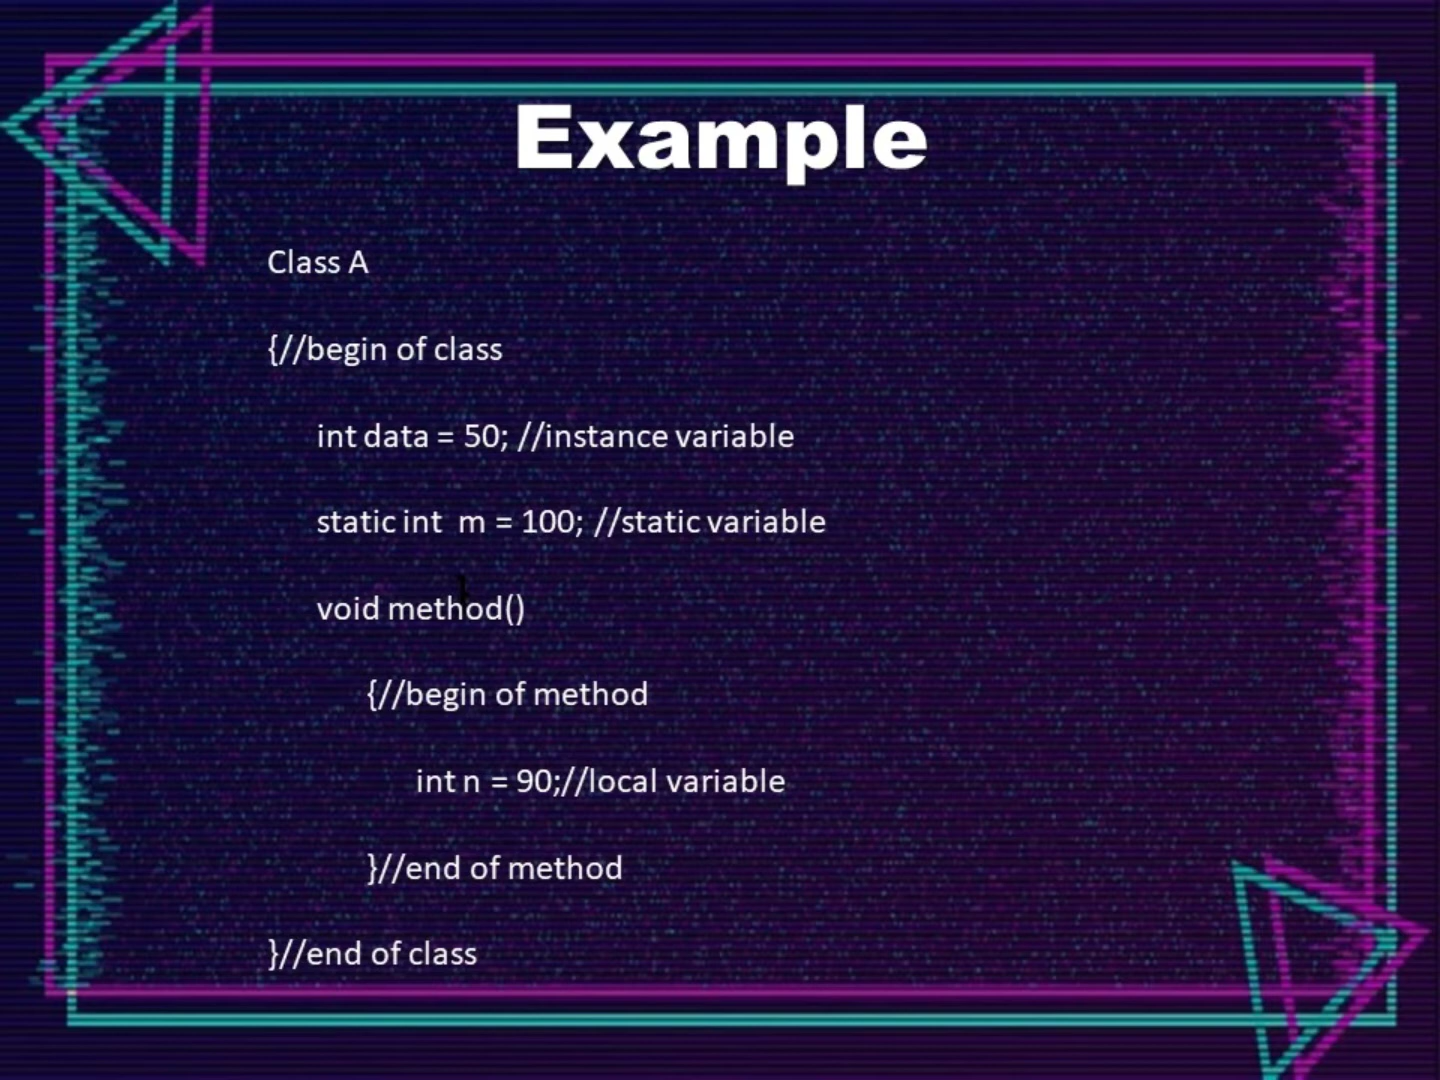 Example
Class A
{//begin of class
int data = 50; //instance variable
static int  m = 100; //static variable
void method()
{//begin of method
int n = 90;//local variable
}//end of method
}//end of class